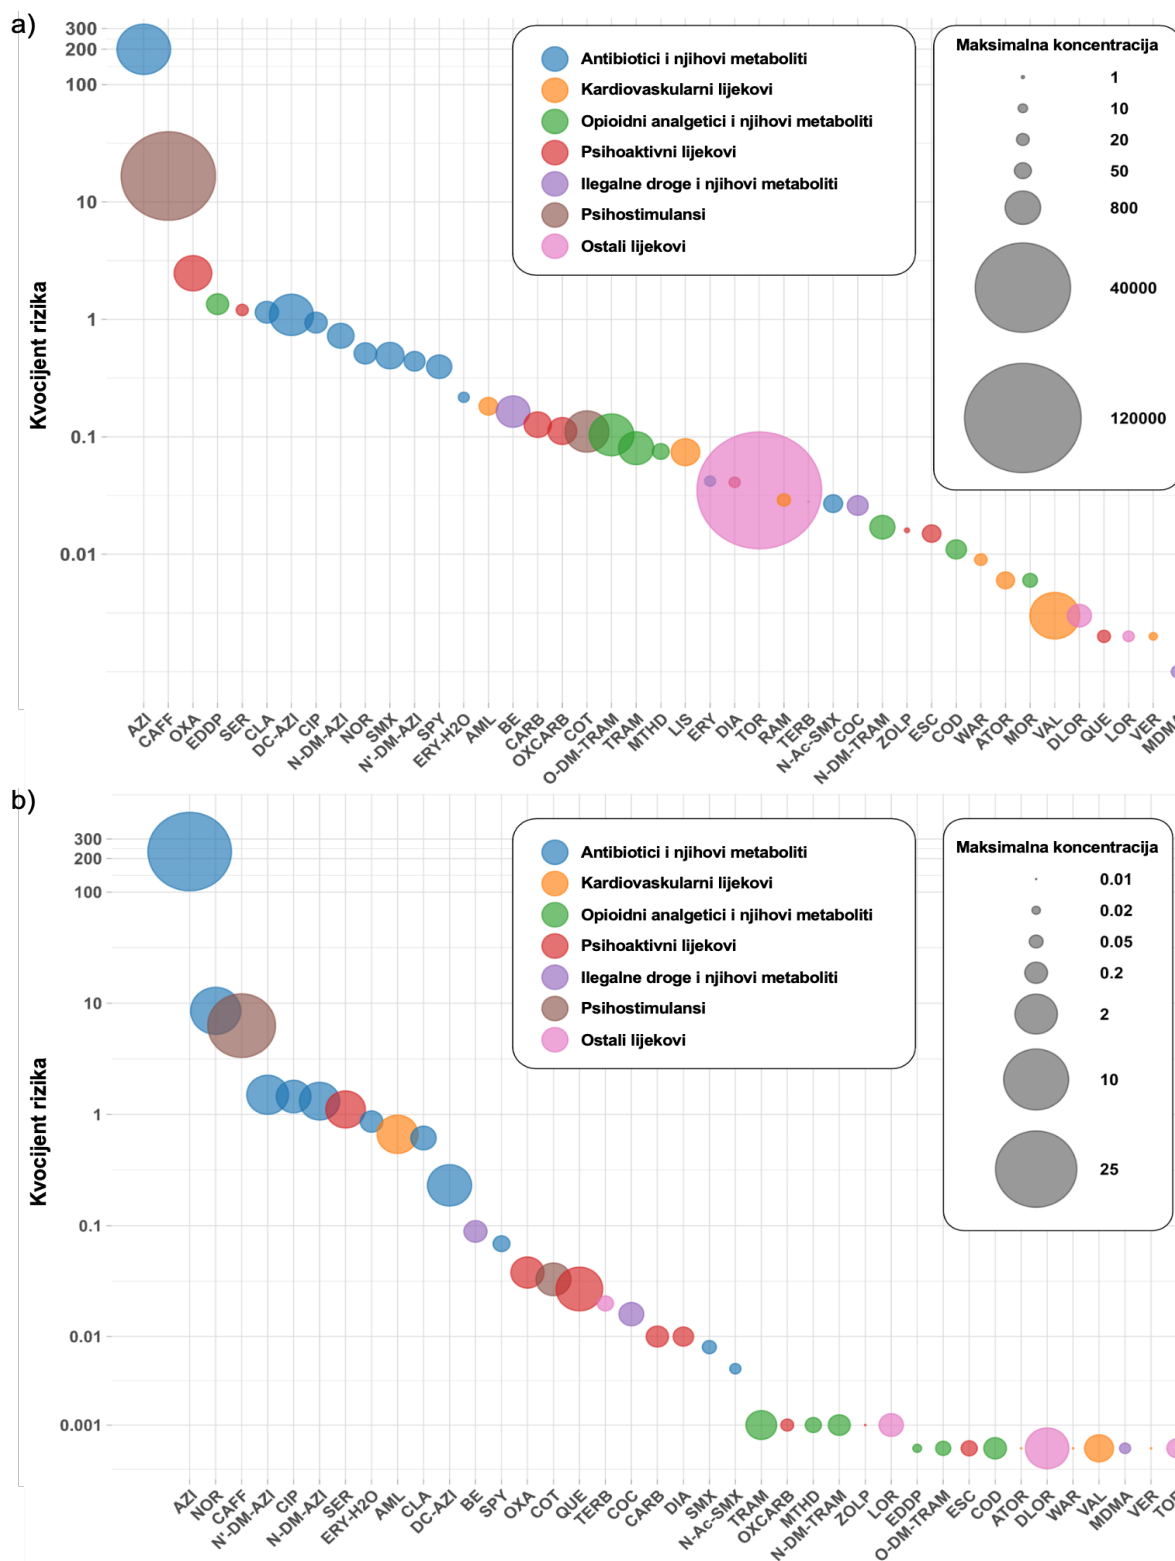 a)
Kvocijent rizika
300
200
100
10
1
0.1
0.01
Antibiotici i njihovi metaboliti
Kardiovaskularni lijekovi
Opioidni analgetici i njihovi metaboliti
Psihoaktivni lijekovi
Ilegalne droge i njihovi metaboliti
Psihostimulansi
Ostali lijekovi
Maksimalna koncentracija
1
10
20
50
800
40000
120000
AZI
CAFF
OXA
EDDP
SER
CLA
DC-AZI
CIP
N-DM-AZI
NOR
SMX
N'-DM-AZI
SPY
ERY-H2O
AML
BE
CARB
OXCARB
COT
O-DM-TRAM
TRAM
MTHD
LIS
ERY
DIA
TOR
RAM
TERB
N-Ac-SMX
COC
N-DM-TRAM
ZOLP
ESC
COD
WAR
ATOR
MOR
VAL
DLOR
QUE
LOR
VER
MDMA
b)
Kvocijent rizika
300
200
100
10
1
0.1
0.01
0.001
Antibiotici i njihovi metaboliti
Kardiovaskularni lijekovi
Opioidni analgetici i njihovi metaboliti
Psihoaktivni lijekovi
Ilegalne droge i njihovi metaboliti
Psihostimulansi
Ostali lijekovi
Maksimalna koncentracija
0.01
0.02
0.05
0.2
2
10
25
AZI
NOR
CAFF
N'-DM-AZI
CIP
N-DM-AZI
SER
ERY-H2O
AML
CLA
DC-AZI
BE
SPY
OXA
COT
QUE
TERB
COC
CARB
DIA
SMX
N-Ac-SMX
TRAM
OXCARB
MTHD
N-DM-TRAM
ZOLP
LOR
EDDP
O-DM-TRAM
ESC
COD
ATOR
DLOR
WAR
VAL
MDMA
VER